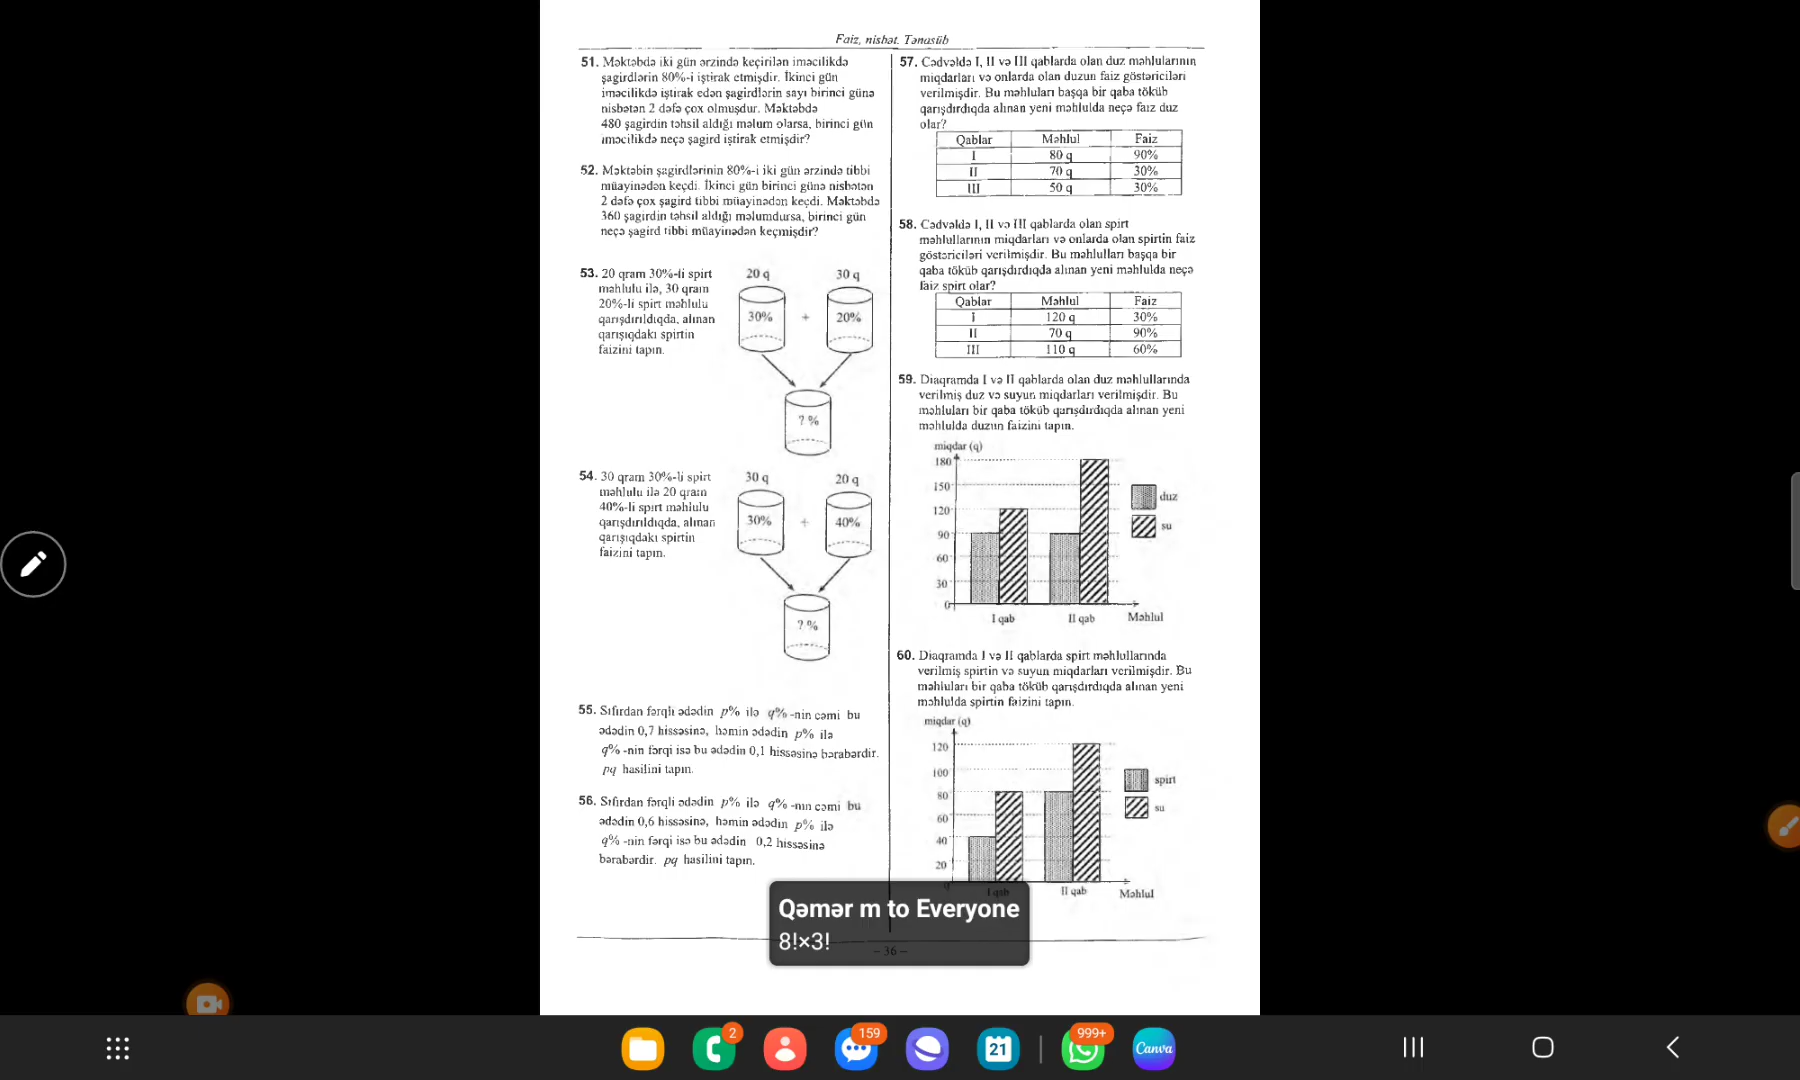 Faiz, nisbət. Tənasüb
51. Məktəbdə iki gün ərzində keçirilən iməcilikdə
şagirdlərin 80%-i iştirak etmişdir. İkinci gün
iməcilikdə iştirak edən şagirdlərin sayı birinci günə
nisbətən 2 dəfə çox olmuşdur. Məktəbdə
480 şagirdin təhsil aldığı məlum olarsa, birinci gün
iməcilikdə neçə şagird iştirak etmişdir?
52. Məktəbin şagirdlərinin 80%-i iki gün ərzində tibbi
müayinədən keçdi. İkinci gün birinci günə nisbətən
2 dəfə çox şagird tibbi müayinədən keçdi. Məktəbdə
360 şagirdin təhsil aldığı məlumdursa, birinci gün
neçə şagird tibbi müayinədən keçmişdir?
53. 20 qram 30%-li spirt
məhlulu ilə, 30 qram
20%-li spirt məhlulu
qarışdırıldıqda, alınan
qarışıqdakı spirtin
faizini tapın.
20 q 30 q
30% + 20%
? %
54. 30 qram 30%-li spirt
məhlulu ilə 20 qram
40%-li spirt məhlulu
qarışdırıldıqda, alınan
qarışıqdakı spirtin
faizini tapın.
30 q 20 q
30% + 40%
? %
55. Sıfırdan fərqli ədədin p% ilə q%-nin cəmi bu
ədədin 0,7 hissəsinə, həmin ədədin p% ilə
q% -nin fərqi isə bu ədədin 0,1 hissəsinə bərabərdir.
pq hasilini tapın.
56. Sıfırdan fərqli ədədin p% ilə q% -nın cəmi bu
ədədin 0,6 hissəsinə, həmin ədədin p% ilə
q% -nin fərqi isə bu ədədin 0,2 hissəsinə
bərabərdir. pq hasilini tapın.
57. Cədvəldə I, II və III qablarda olan duz məhlularının
miqdarları və onlarda olan duzun faiz göstəriciləri
verilmişdir. Bu məhluları başqa bir qaba töküb
qarışdırdıqda alınan yeni məhlulda neçə faiz duz
olar?
Qablar Məhlul Faiz
I 80 q 90%
II 70 q 30%
III 50 q 30%
58. Cədvəldə I, II və III qablarda olan spirt
məhlullarının miqdarları və onlarda olan spirtin faiz
göstəriciləri verilmişdir. Bu məhlulları başqa bir
qaba töküb qarışdırdıqda alınan yeni məhlulda neçə
faiz spirt olar?
Qablar Məhlul Faiz
I 120 q 30%
II 70 q 90%
III 110 q 60%
59. Diaqramda I və II qablarda olan duz məhlullarında
verilmiş duz və suyun miqdarları verilmişdir. Bu
məhluları bir qaba töküb qarışdırdıqda alınan yeni
məhlulda duzun faizini tapın.
miqdar (q)
180
150
120
90
60
30
0
duz
su
I qab II qab Məhlul
60. Diaqramda I və II qablarda spirt məhlullarında
verilmiş spirtin və suyun miqdarları verilmişdir. Bu
məhluları bir qaba töküb qarışdırdıqda alınan yeni
məhlulda spirtin faizini tapın.
miqdar (q)
120
100
80
60
40
20
0
spirt
su
I qab II qab Məhlul
Qəmər m to Everyone
8!×3!
– 36 –
2
159
21
999+
Canva